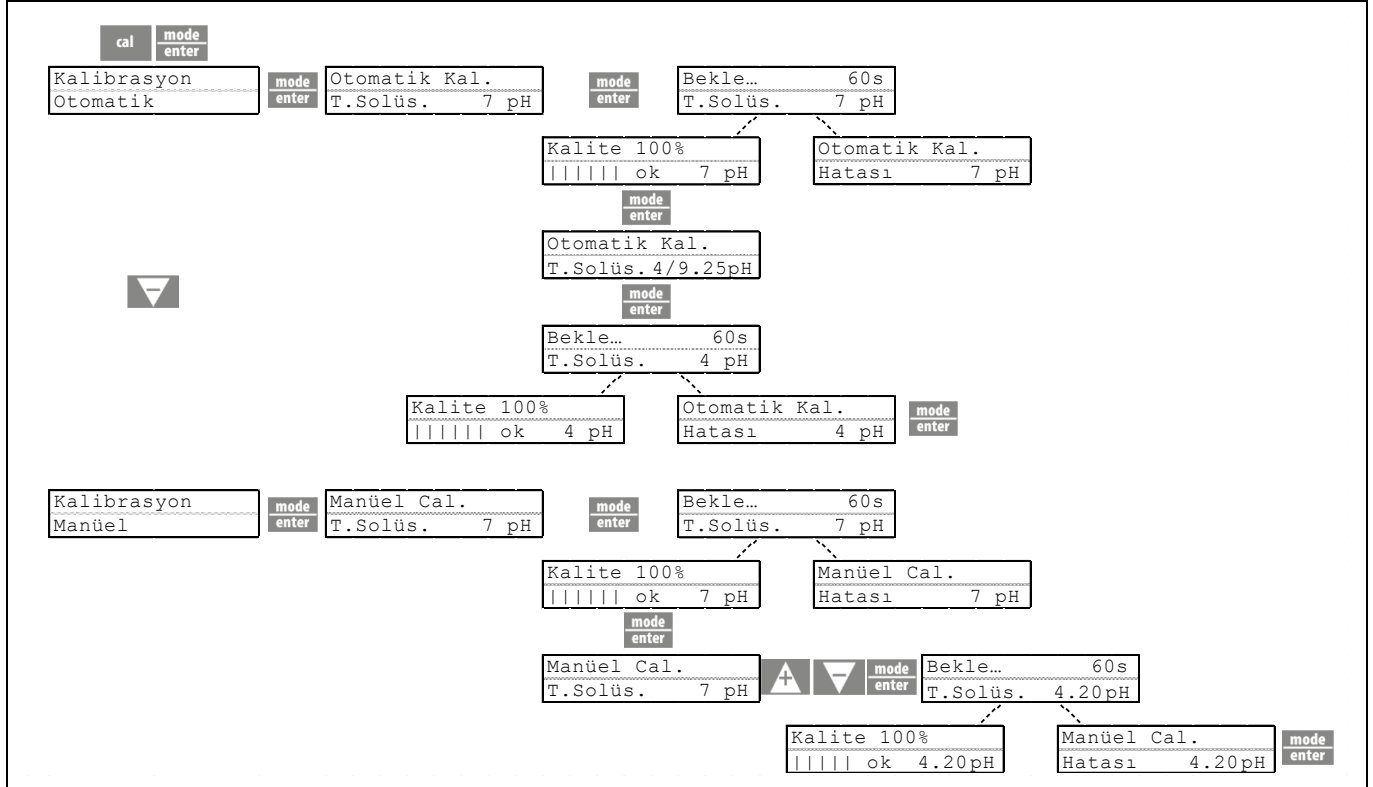 cal mode enter
Kalibrasyon
Otomatik
mode enter
Otomatik Kal.
T.Solüs. 7 pH
mode enter
Bekle… 60s
T.Solüs. 7 pH
Kalite 100%
|||||| ok 7 pH
Otomatik Kal.
Hatası 7 pH
mode enter
Otomatik Kal.
T.Solüs. 4/9.25pH
mode enter
Bekle… 60s
T.Solüs. 4 pH
Kalite 100%
|||||| ok 4 pH
Otomatik Kal.
Hatası 4 pH
mode enter
Kalibrasyon
Manüel
mode enter
Manüel Cal.
T.Solüs. 7 pH
mode enter
Bekle… 60s
T.Solüs. 7 pH
Kalite 100%
|||||| ok 7 pH
Manüel Cal.
Hatası 7 pH
mode enter
Manüel Cal.
T.Solüs. 7 pH
+ − mode enter
Bekle… 60s
T.Solüs. 4.20pH
Kalite 100%
||||| ok 4.20pH
Manüel Cal.
Hatası 4.20pH
mode enter